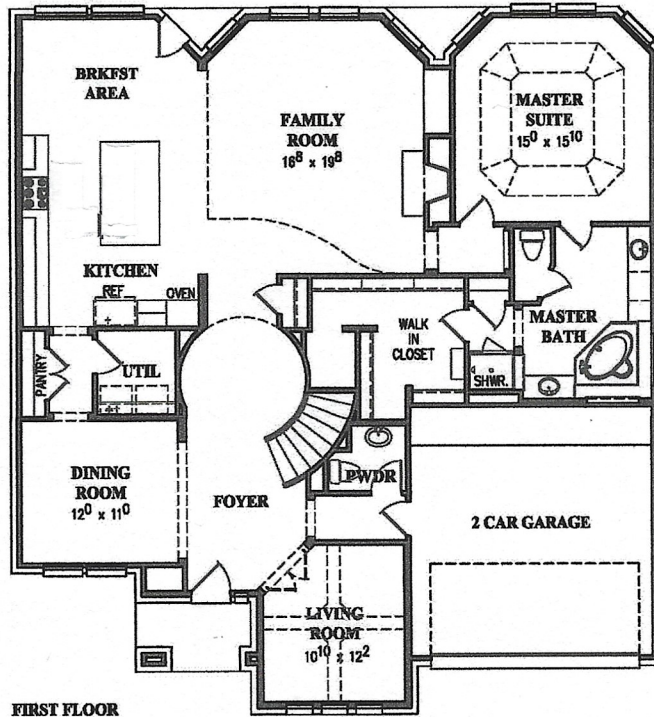 BRKFST
AREA
FAMILY
ROOM
16⁸ x 19⁸
MASTER
SUITE
15⁰ x 15¹⁰
KITCHEN
REF
OVEN
PANTRY
UTIL
WALK
IN
CLOSET
MASTER
BATH
SHWR.
DINING
ROOM
12⁰ x 11⁰
FOYER
PWDR
2 CAR GARAGE
LIVING
ROOM
10¹⁰ x 12²
FIRST FLOOR